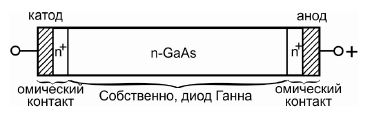 катод анод
n⁺ n-GaAs n⁺ +
омический контакт
Собственно, диод Ганна
омический контакт